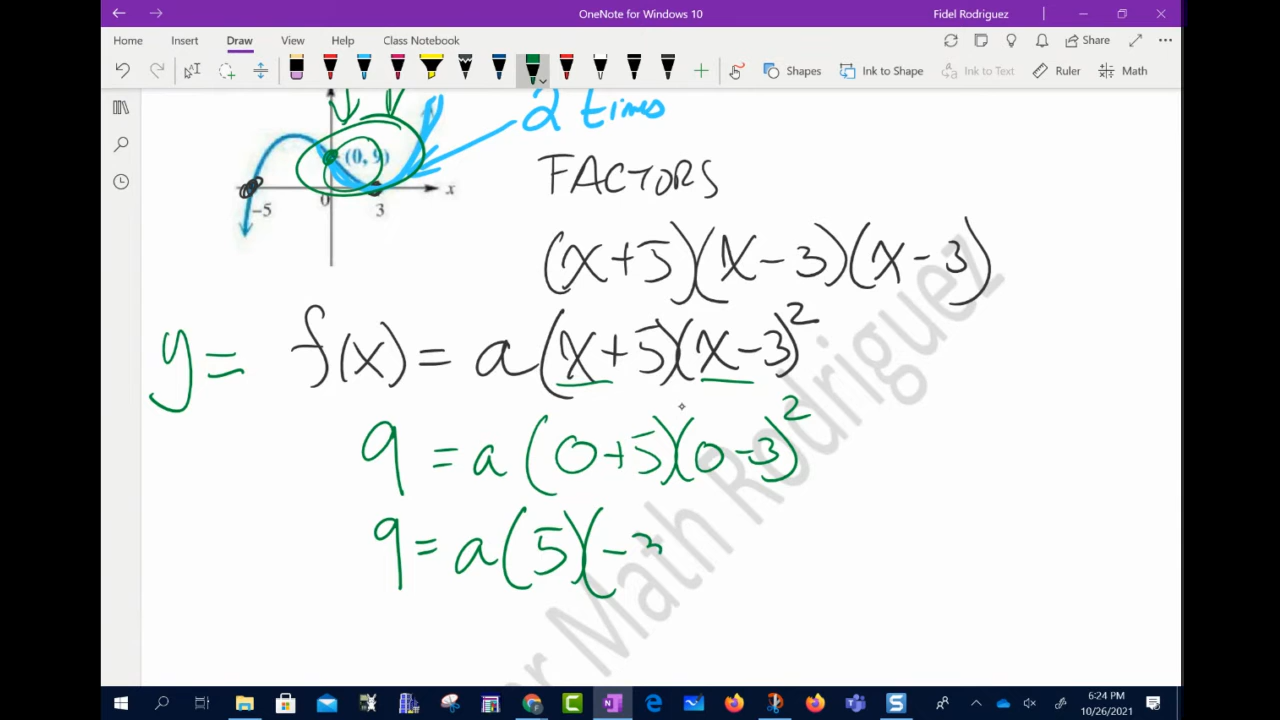 OneNote for Windows 10
Fidel Rodriguez
Home Insert Draw View Help Class Notebook
Share
Shapes Ink to Shape Ink to Text Ruler Math
2 times
(0, 9)
x
-5 0 3
FACTORS
(x+5)(x-3)(x-3)
y= f(x) = a(x+5)(x-3)²
9 = a(0+5)(0-3)²
9 = a(5)(-3
r Math Rodriguez
6:24 PM
10/26/2021